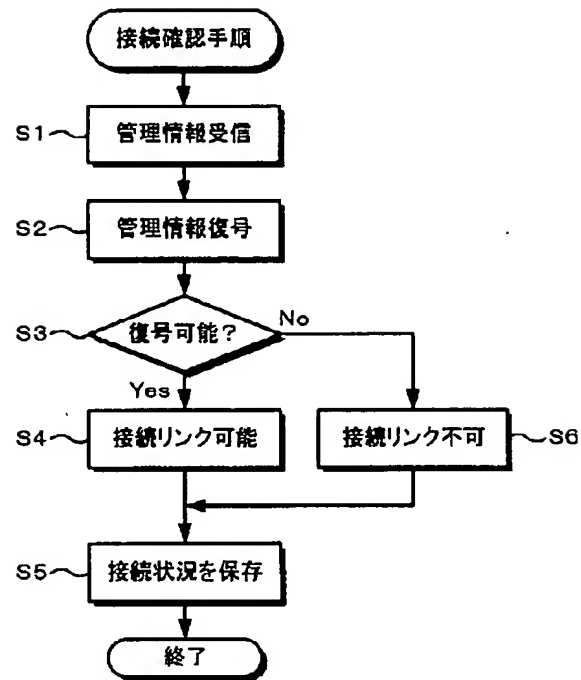 接続確認手順
S1
管理情報受信
S2
管理情報復号
S3
復号可能?
No
Yes
S4
接続リンク可能
接続リンク不可
S6
S5
接続状況を保存
終了